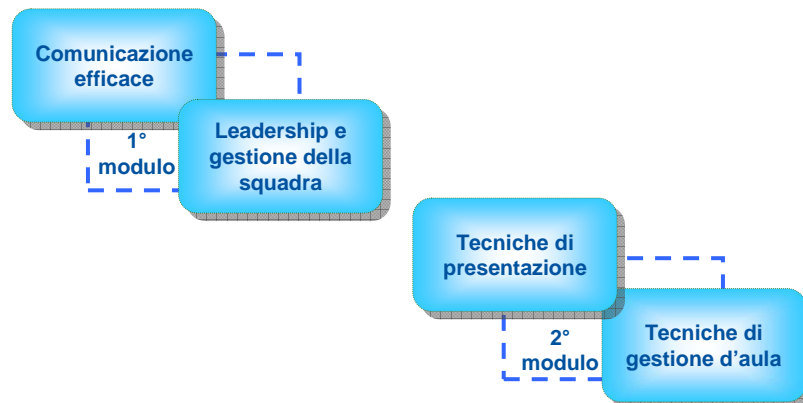 Comunicazione
efficace
1°
modulo
Leadership e
gestione della
squadra
Tecniche di
presentazione
2°
modulo
Tecniche di
gestione d'aula